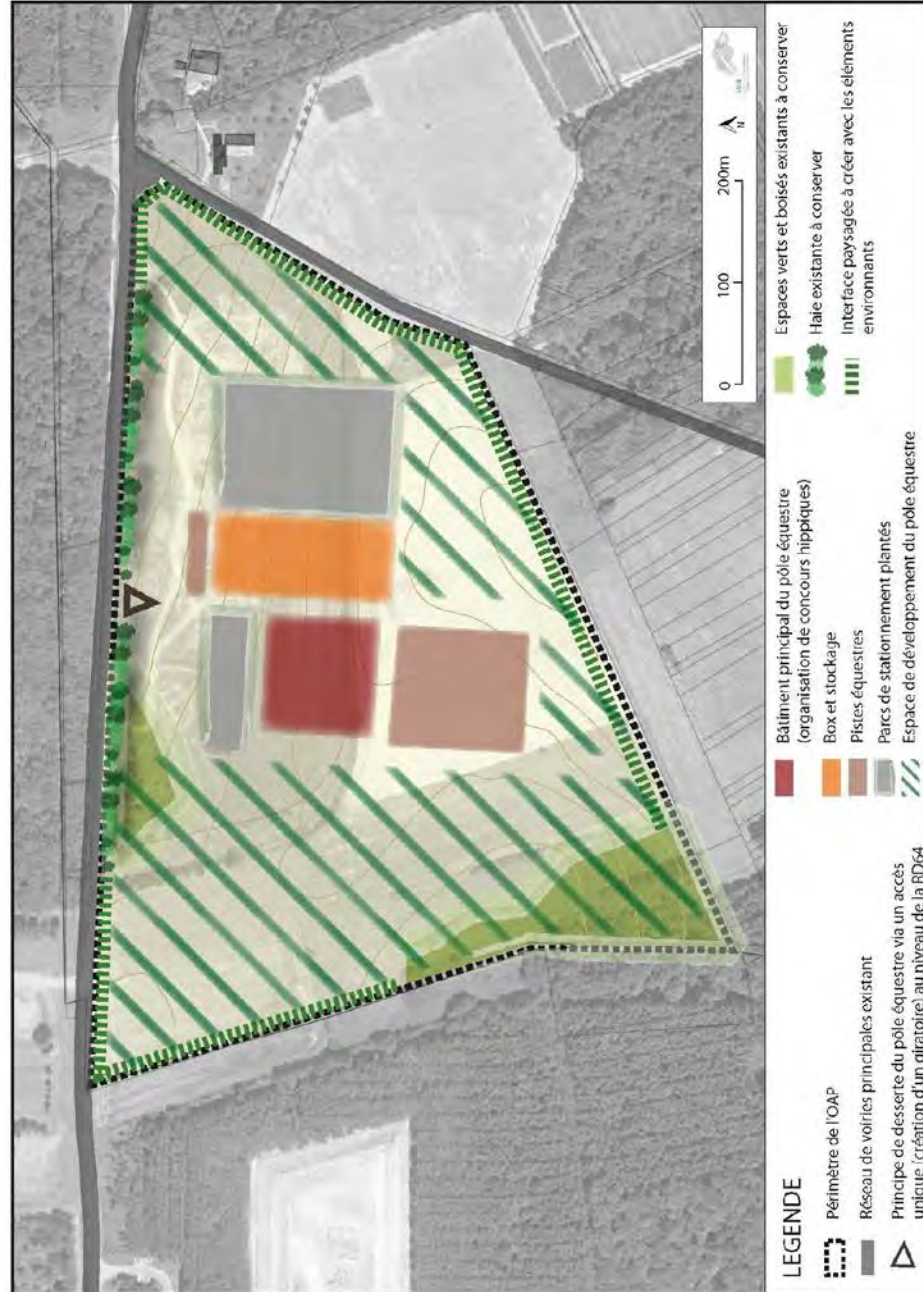 N
0
100
200m
LEGENDE
Périmètre de l'OAP
Réseau de voiries principales existant
Principe de desserte du pôle équestre via un accès
unique (création d'un giratoire) au niveau de la RD64
Bâtiment principal du pôle équestre
(organisation de concours hippiques)
Box et stockage
Pistes équestres
Parcs de stationnement plantés
Espace de développement du pôle équestre
Espaces verts et boisés existants à conserver
Haie existante à conserver
Interface paysagée à créer avec les éléments
environnants